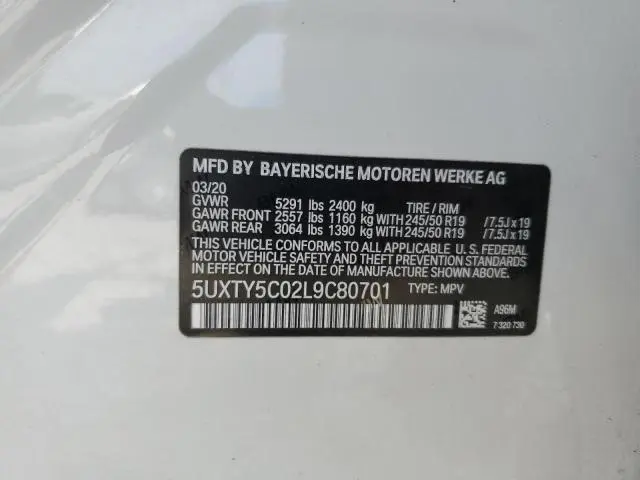 MFD BY BAYERISCHE MOTOREN WERKE AG
03/20
GVWR 5291 lbs 2400 kg TIRE / RIM
GAWR FRONT 2557 lbs 1160 kg WITH 245/50 R19 /7.5J x 19
GAWR REAR 3064 lbs 1390 kg WITH 245/50 R19 /7.5J x 19
THIS VEHICLE CONFORMS TO ALL APPLICABLE U. S. FEDERAL
MOTOR VEHICLE SAFETY AND THEFT PREVENTION STANDARDS
IN EFFECT ON THE DATE OF MANUFACTURE SHOWN ABOVE.
5UXTY5C02L9C80701 TYPE: MPV
A96M
7 320 730